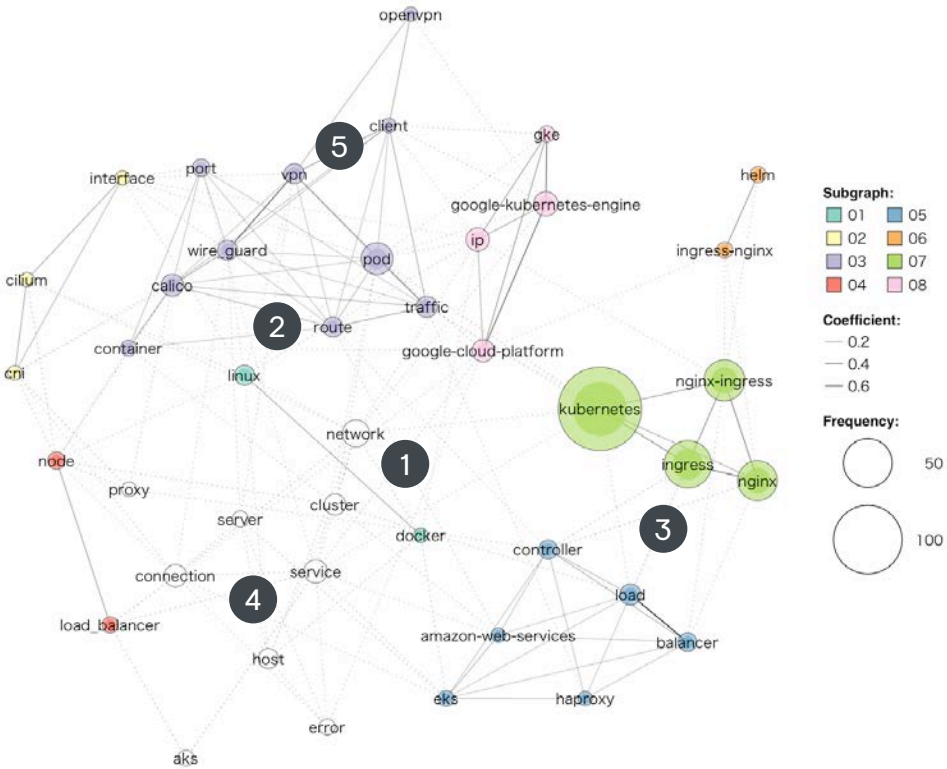 openvpn
client
5
gke
port
vpn
interface
helm
google-kubernetes-engine
wire_guard
ip
ingress-nginx
pod
cilium
calico
traffic
2
route
container
google-cloud-platform
cni
linux
nginx-ingress
kubernetes
network
1
node
ingress
nginx
proxy
cluster
server
docker
3
controller
connection
service
4
load
load_balancer
amazon-web-services
balancer
host
eks
haproxy
error
aks
Subgraph:
01 05
02 06
03 07
04 08
Coefficient:
0.2
0.4
0.6
Frequency:
50
100